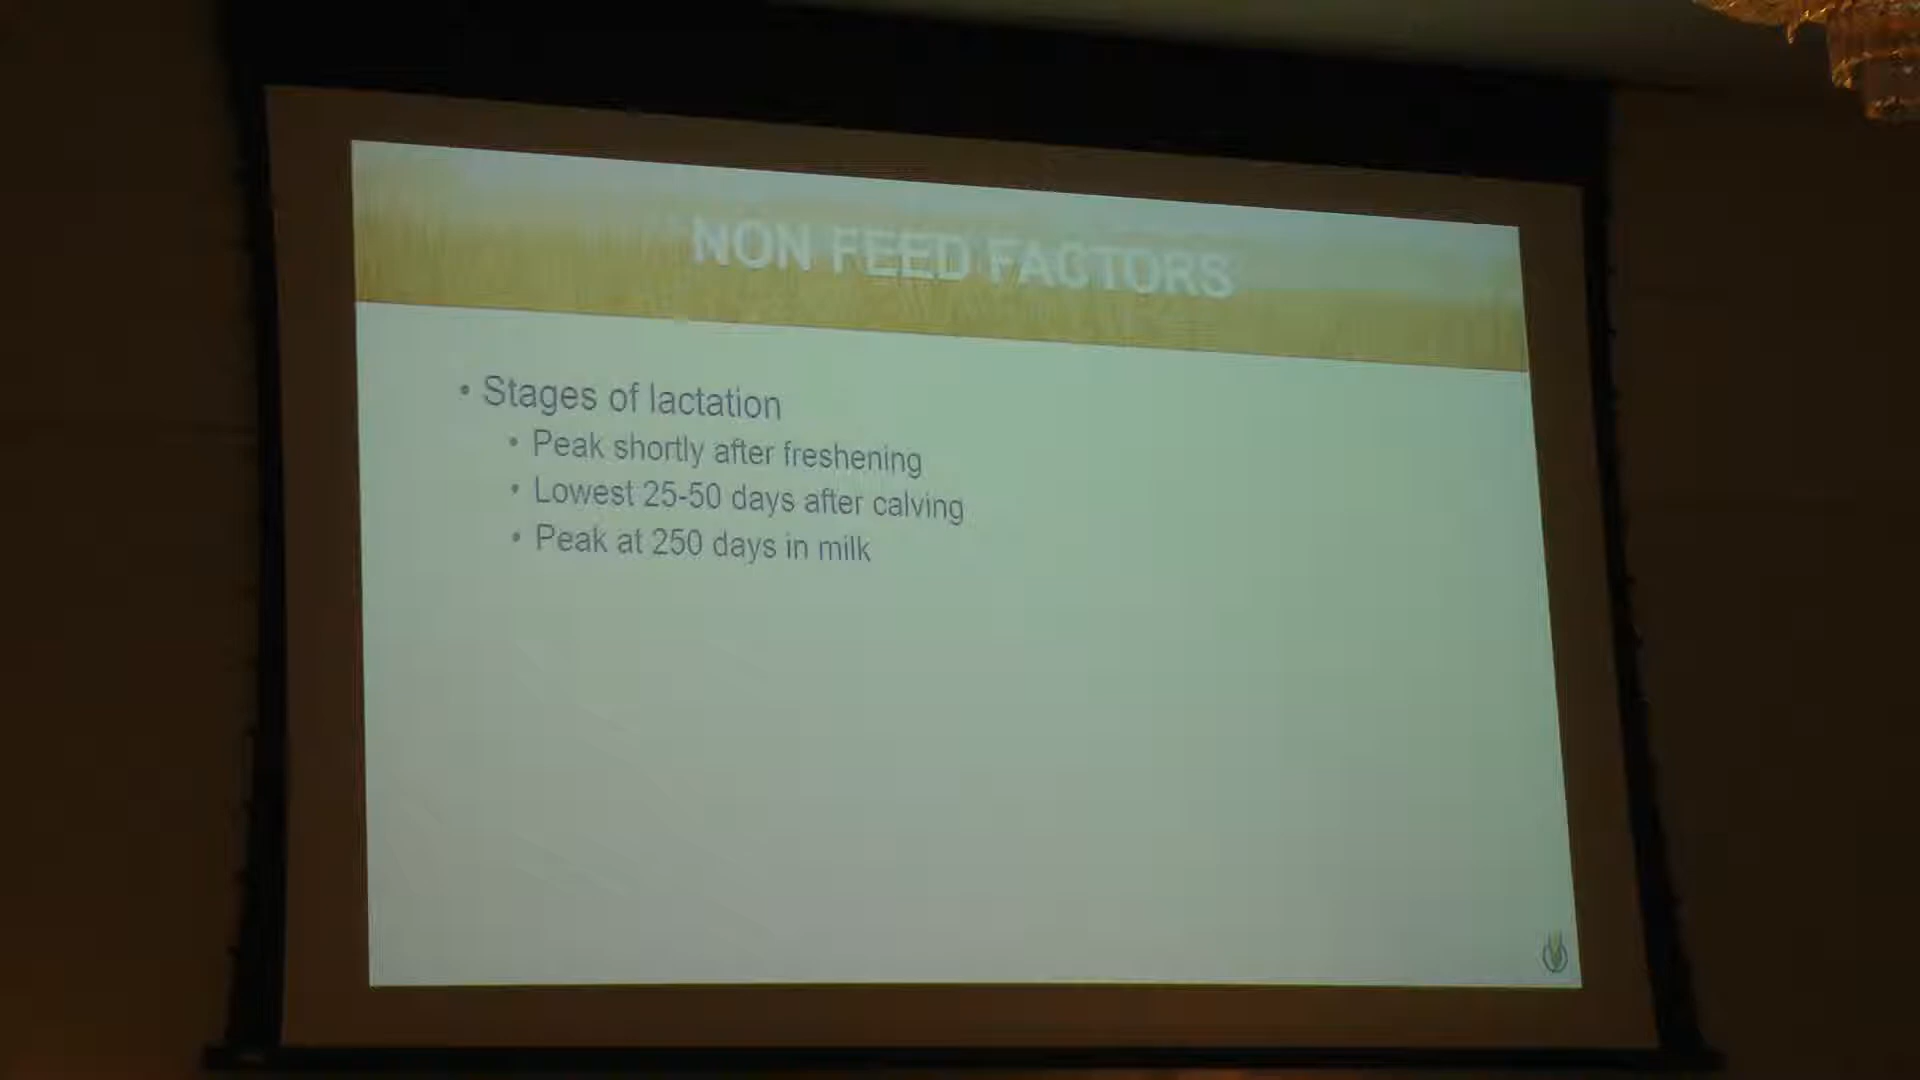 NON FEED FACTORS
• Stages of lactation
• Peak shortly after freshening
• Lowest 25-50 days after calving
• Peak at 250 days in milk